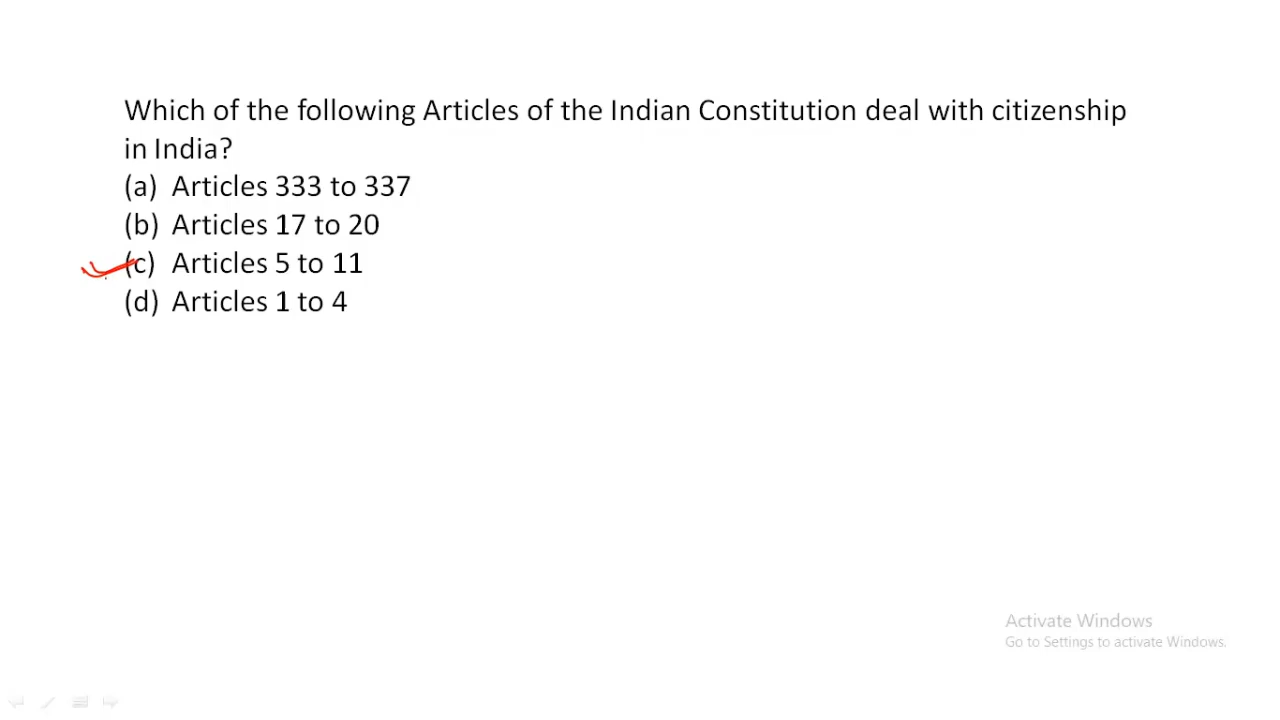 Which of the following Articles of the Indian Constitution deal with citizenship
in India?
(a) Articles 333 to 337
(b) Articles 17 to 20
(c) Articles 5 to 11
(d) Articles 1 to 4
Activate Windows
Go to Settings to activate Windows.